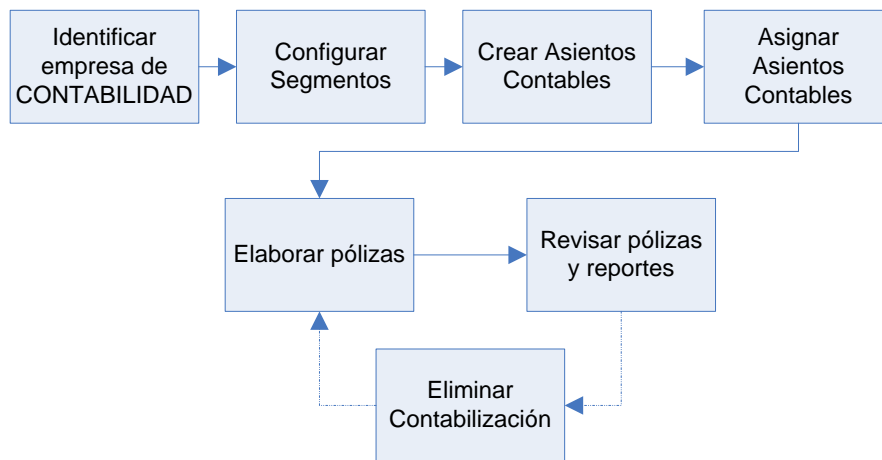 Identificar
empresa de
CONTABILIDAD
Configurar
Segmentos
Crear Asientos
Contables
Asignar
Asientos
Contables
Elaborar pólizas
Revisar pólizas
y reportes
Eliminar
Contabilización